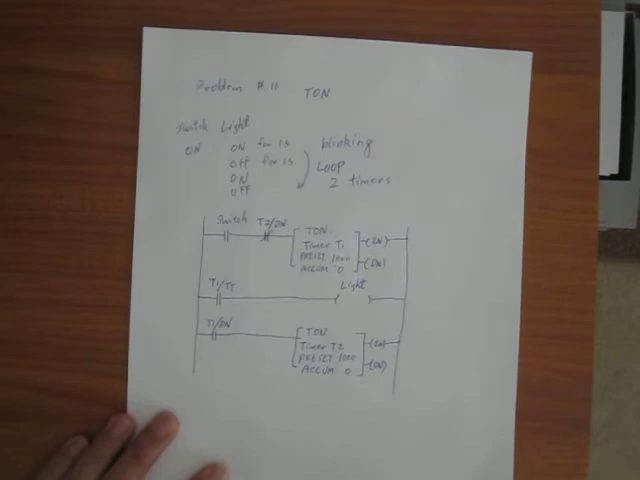 Problem #11 TON
Switch Light
ON ON for 1s blinking
OFF for 1s LOOP
ON 2 timers
OFF
Switch T2/DN
TON
Timer T1 (EN)
PRESET 1000
ACCUM 0 (DN)
T1/TT Light
T1/DN
TON
Timer T2 (EN)
PRESET 1000
ACCUM 0 (DN)